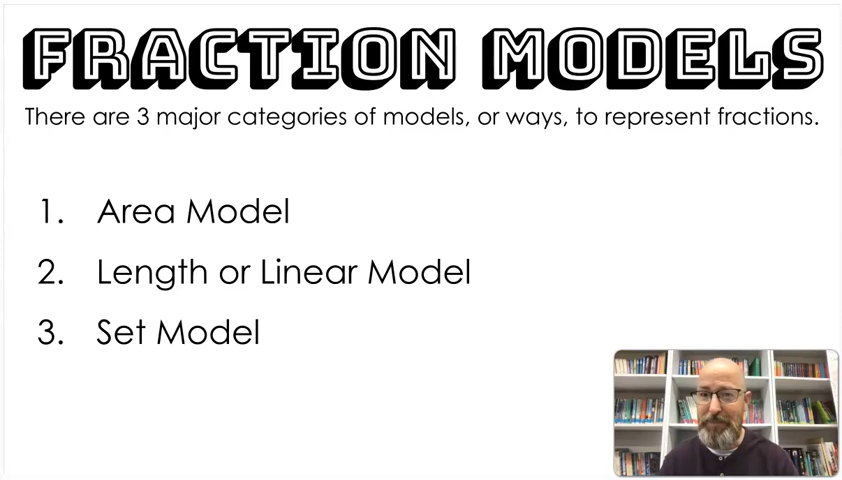 FRACTION MODELS
There are 3 major categories of models, or ways, to represent fractions.
1. Area Model
2. Length or Linear Model
3. Set Model